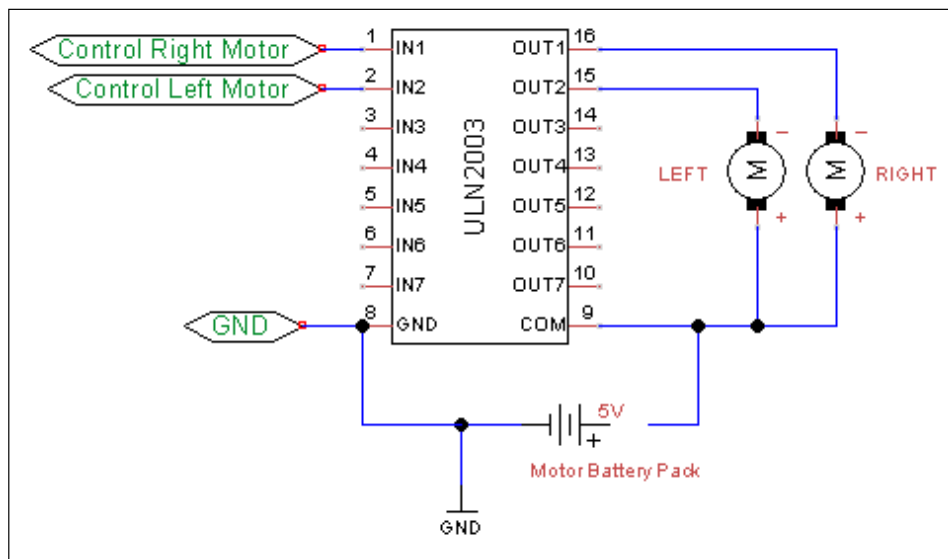 Control Right Motor
Control Left Motor
GND
1 IN1 OUT1 16
2 IN2 OUT2 15
3 IN3 OUT3 14
4 IN4 OUT4 13
5 IN5 OUT5 12
6 IN6 OUT6 11
7 IN7 OUT7 10
8 GND COM 9
ULN2003
LEFT
M
-
+
M
-
+
RIGHT
5V
+
Motor Battery Pack
GND